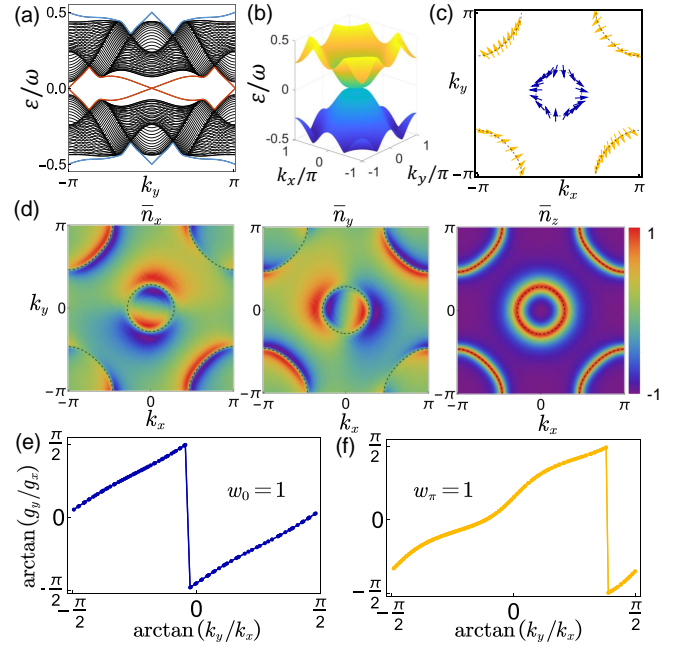 (a)
(b)
(c)
0.5
0.0
−0.5
ε/ω
−π
k_y
π
0.5
0
-0.5
ε/ω
1
0
-1
k_x/π
-1
0
1
k_y/π
π
k_y
−π
−π
k_x
π
(d)
n̄_x
n̄_y
n̄_z
π
k_y
0
−π
−π
0
π
k_x
π
0
−π
−π
0
π
k_x
π
0
−π
−π
0
π
k_x
1
-1
(e)
(f)
π/2
0
−π/2
arctan(g_y/g_x)
w_0=1
−π/2
0
π/2
arctan(k_y/k_x)
π/2
0
−π/2
w_π=1
−π/2
0
π/2
arctan(k_y/k_x)